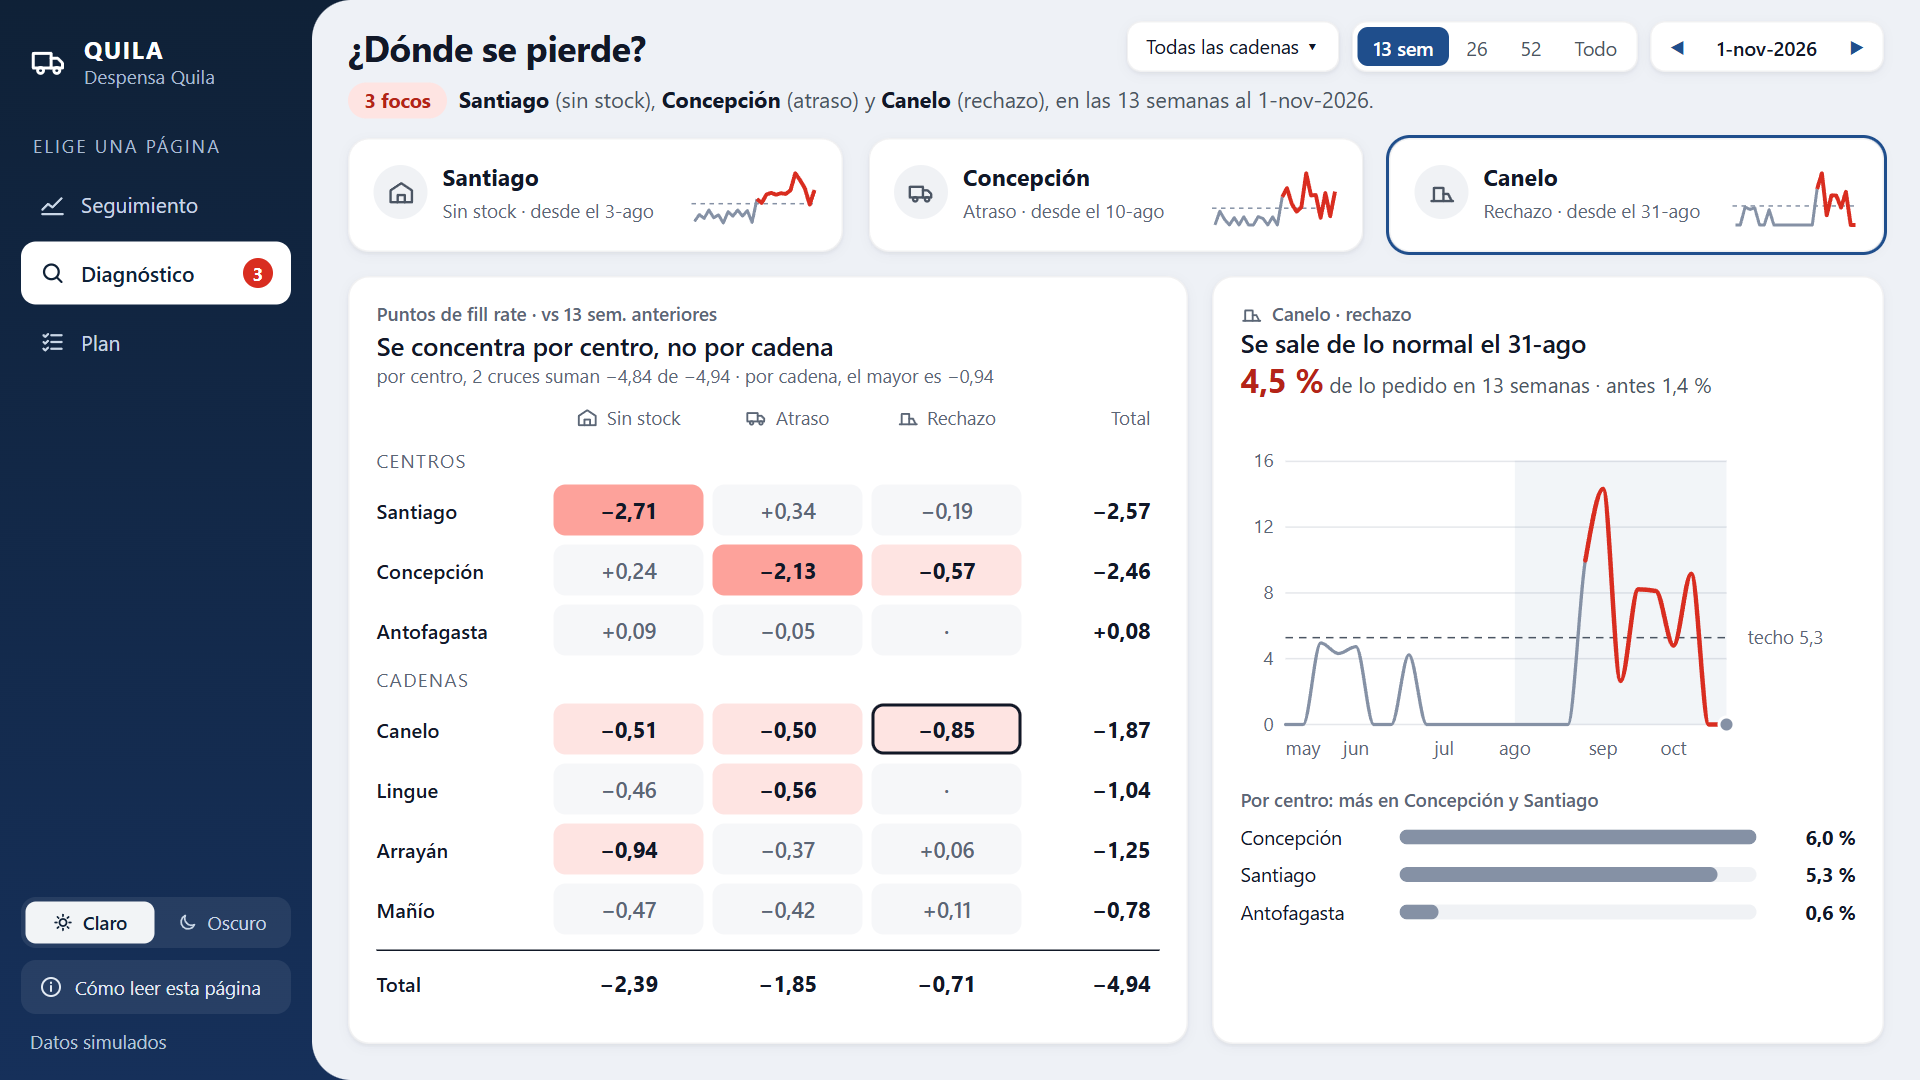 QUILA
Despensa Quila
ELIGE UNA PÁGINA
Seguimiento
Diagnóstico 3
Plan
Claro Oscuro
Cómo leer esta página
Datos simulados
¿Dónde se pierde?
Todas las cadenas ▾
13 sem 26 52 Todo
◀ 1-nov-2026 ▶
3 focos Santiago (sin stock), Concepción (atraso) y Canelo (rechazo), en las 13 semanas al 1-nov-2026.
Santiago
Sin stock · desde el 3-ago
Concepción
Atraso · desde el 10-ago
Canelo
Rechazo · desde el 31-ago
Puntos de fill rate · vs 13 sem. anteriores
Se concentra por centro, no por cadena
por centro, 2 cruces suman −4,84 de −4,94 · por cadena, el mayor es −0,94
Sin stock Atraso Rechazo Total
CENTROS
Santiago −2,71 +0,34 −0,19 −2,57
Concepción +0,24 −2,13 −0,57 −2,46
Antofagasta +0,09 −0,05 · +0,08
CADENAS
Canelo −0,51 −0,50 −0,85 −1,87
Lingue −0,46 −0,56 · −1,04
Arrayán −0,94 −0,37 +0,06 −1,25
Mañío −0,47 −0,42 +0,11 −0,78
Total −2,39 −1,85 −0,71 −4,94
Canelo · rechazo
Se sale de lo normal el 31-ago
4,5 % de lo pedido en 13 semanas · antes 1,4 %
16
12
8
techo 5,3
4
0
may jun jul ago sep oct
Por centro: más en Concepción y Santiago
Concepción 6,0 %
Santiago 5,3 %
Antofagasta 0,6 %